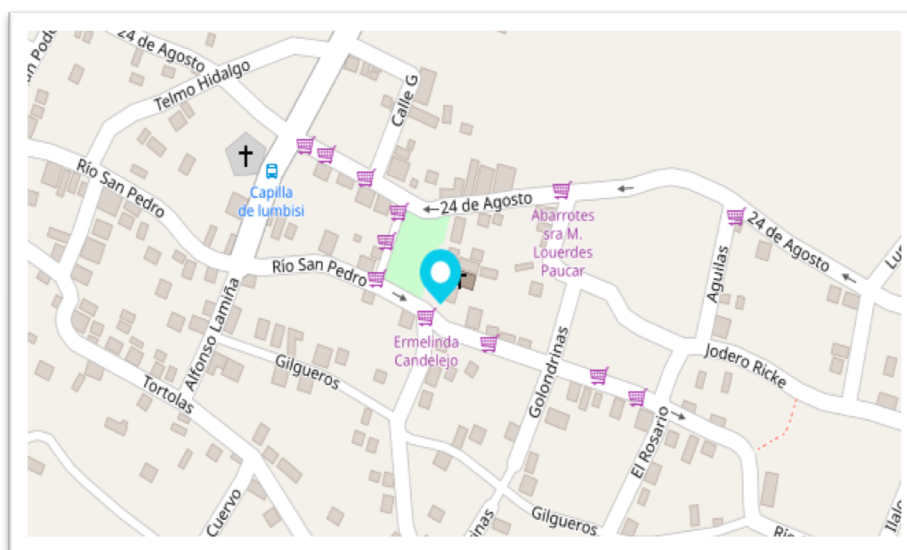 24 de Agosto
Telmo Hidalgo
Calle G
Río San Pedro
Capilla
de lumbisi
24 de Agosto
Abarrotes
sra M.
Louerdes
Paucar
24 de Agosto
Río San Pedro
Aguilas
Alfonso Lamiña
Ermelinda
Candelejo
Gilgueros
Golondrinas
Jodero Ricke
Tortolas
El Rosario
Cuervo
Gilgueros